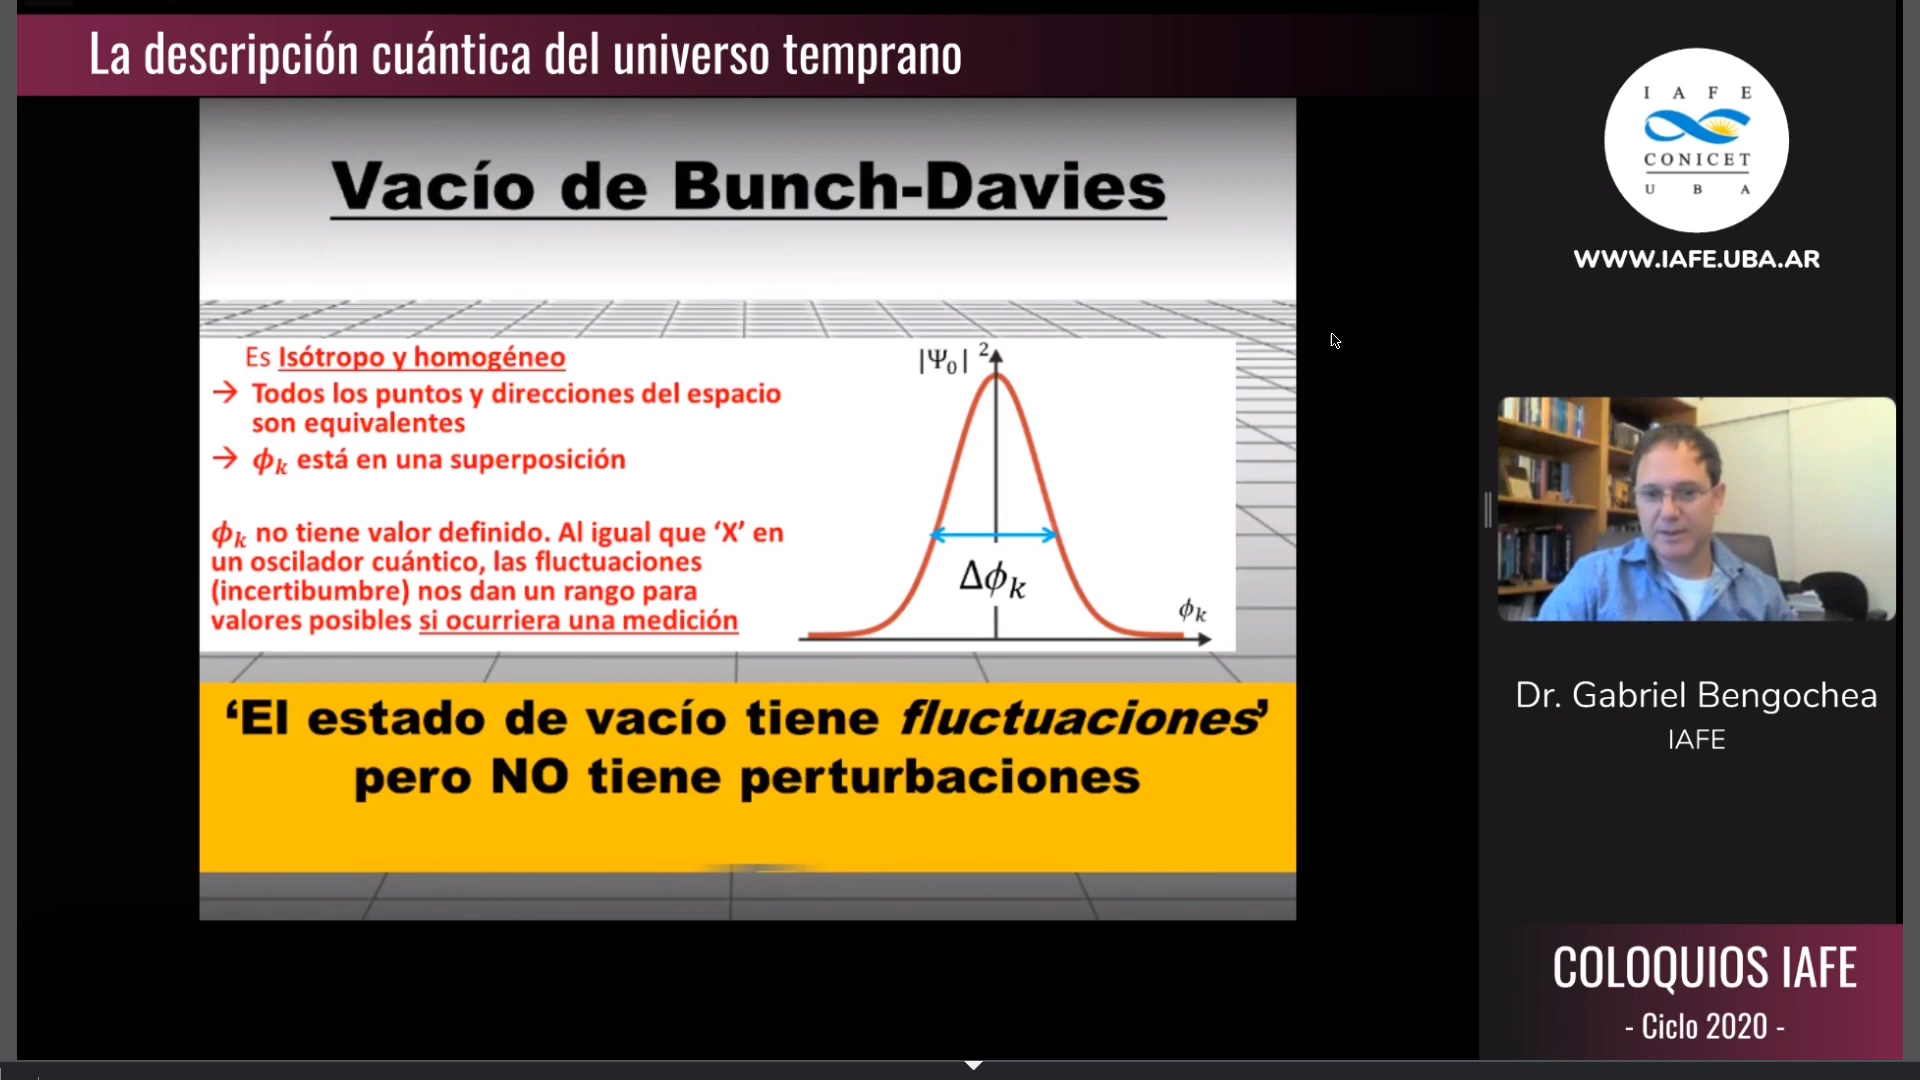 La descripción cuántica del universo temprano
Vacío de Bunch-Davies
Es Isótropo y homogéneo
→ Todos los puntos y direcciones del espacio
son equivalentes
→ ϕₖ está en una superposición
ϕₖ no tiene valor definido. Al igual que ‘X’ en
un oscilador cuántico, las fluctuaciones
(incertibumbre) nos dan un rango para
valores posibles si ocurriera una medición
|Ψ₀| ²
Δϕₖ
ϕₖ
‘El estado de vacío tiene fluctuaciones’
pero NO tiene perturbaciones
I A F E
CONICET
U B A
WWW.IAFE.UBA.AR
Dr. Gabriel Bengochea
IAFE
COLOQUIOS IAFE
- Ciclo 2020 -